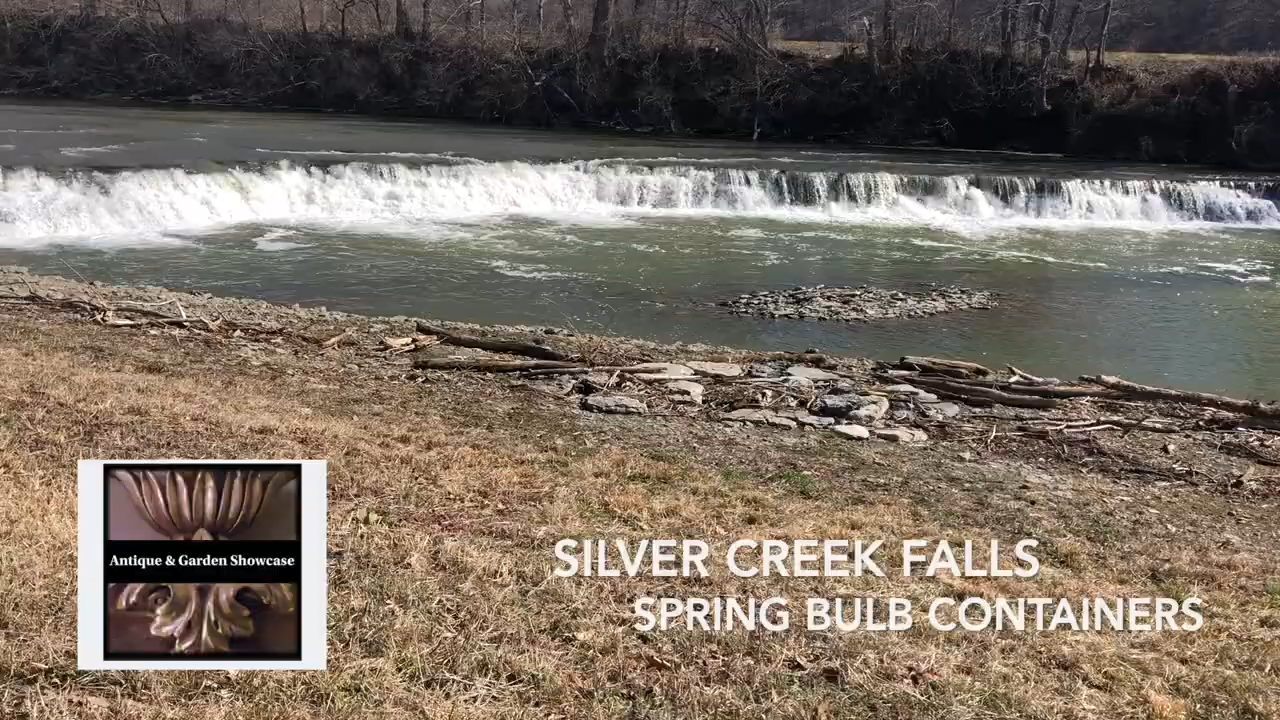 Antique & Garden Showcase
SILVER CREEK FALLS
SPRING BULB CONTAINERS